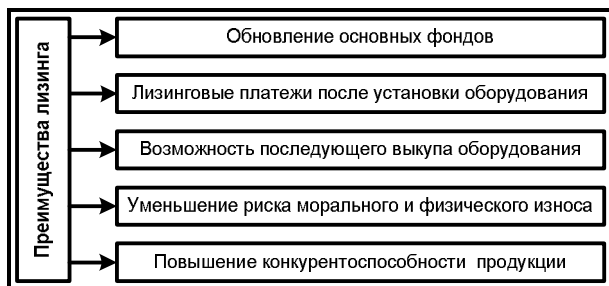 Преимущества лизинга
Обновление основных фондов
Лизинговые платежи после установки оборудования
Возможность последующего выкупа оборудования
Уменьшение риска морального и физического износа
Повышение конкурентоспособности продукции